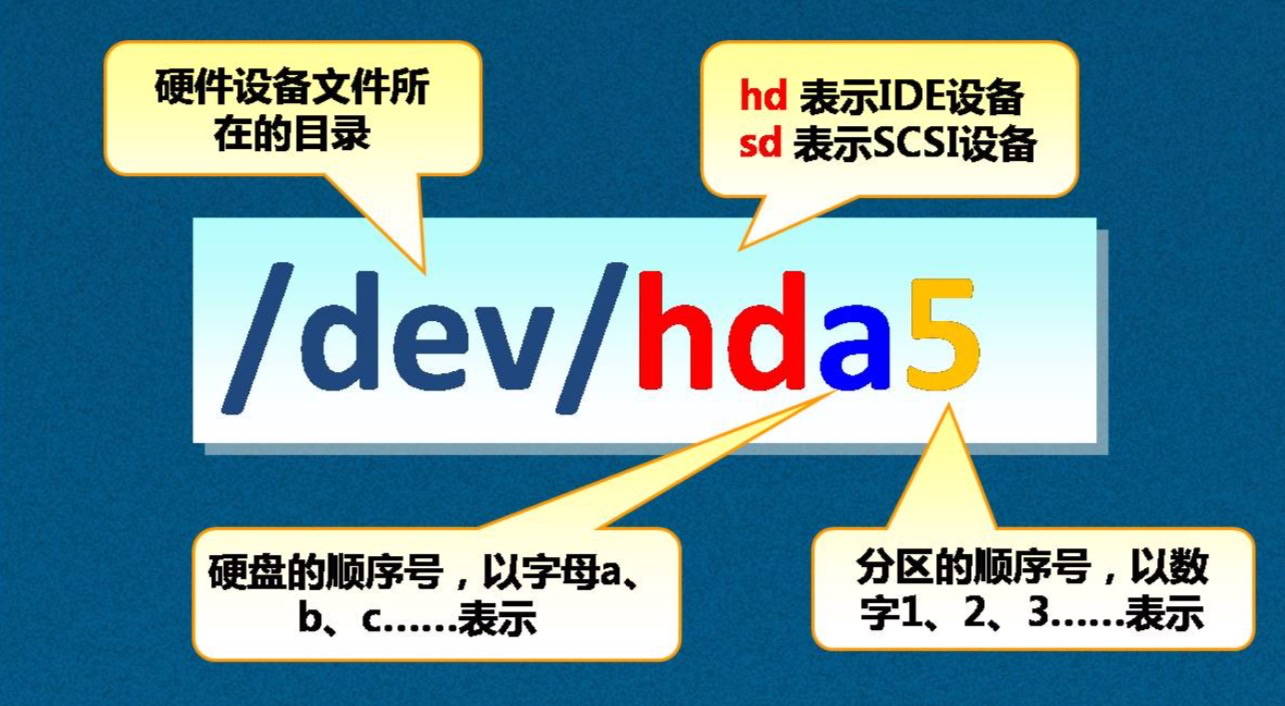 硬件设备文件所
在的目录
hd 表示IDE设备
sd 表示SCSI设备
/dev/hda5
硬盘的顺序号，以字母a、
b、c……表示
分区的顺序号，以数
字1、2、3……表示